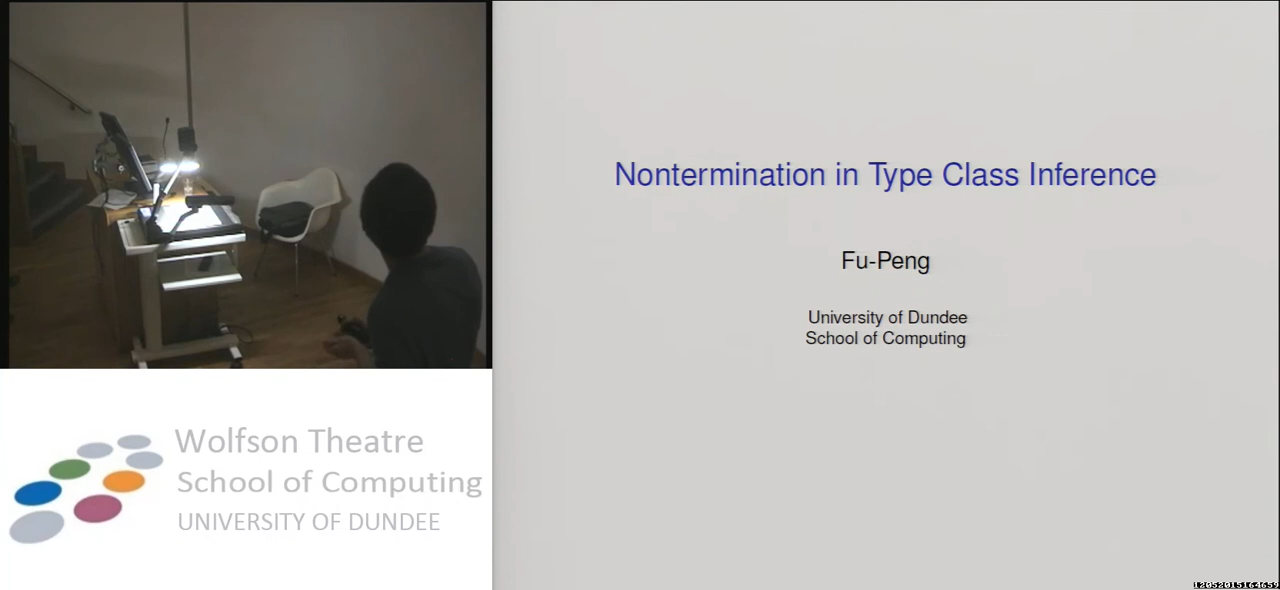 Nontermination in Type Class Inference
Fu-Peng
University of Dundee
School of Computing
Wolfson Theatre
School of Computing
UNIVERSITY OF DUNDEE